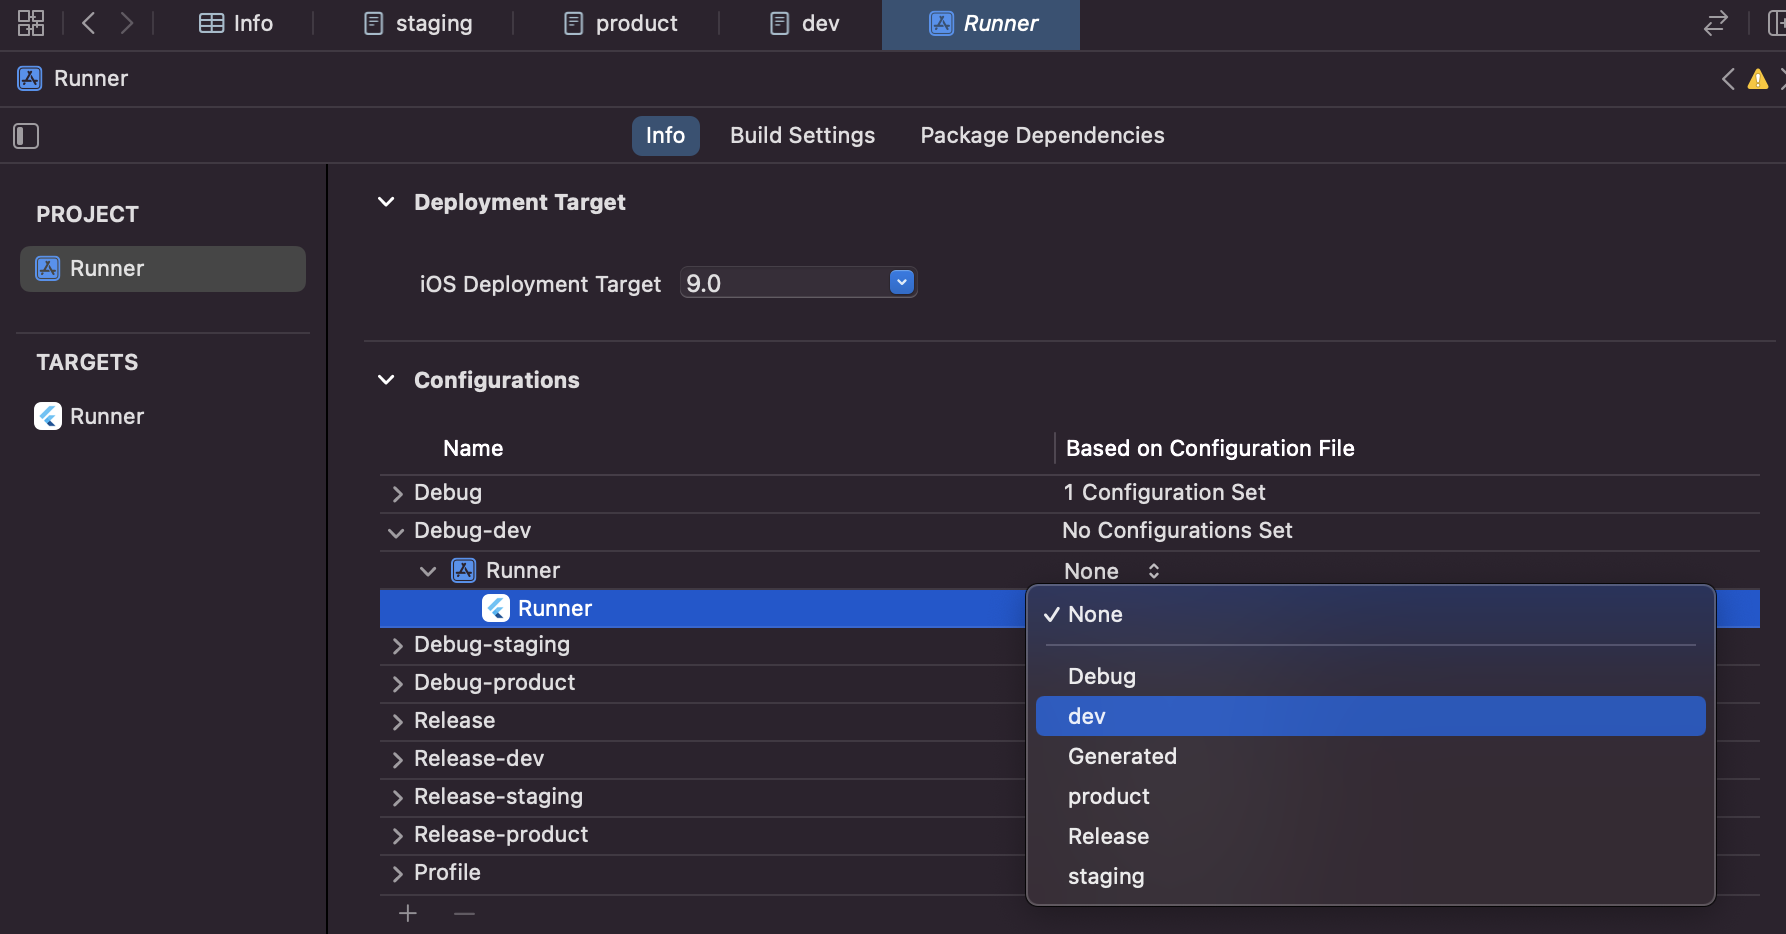 Info staging product dev Runner
Runner
Info Build Settings Package Dependencies
PROJECT
Runner
TARGETS
Runner
Deployment Target
iOS Deployment Target 9.0
Configurations
Name Based on Configuration File
Debug 1 Configuration Set
Debug-dev No Configurations Set
Runner None
Runner
Debug-staging
Debug-product
Release
Release-dev
Release-staging
Release-product
Profile
None
Debug
dev
Generated
product
Release
staging